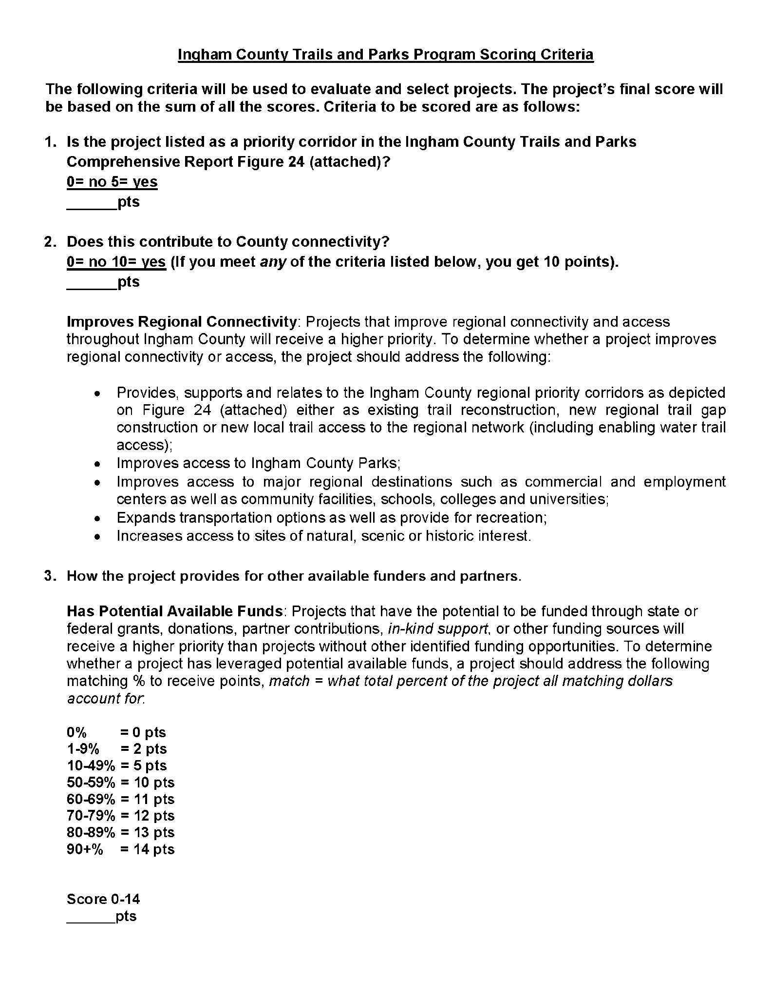 Ingham County Trails and Parks Program Scoring Criteria
The following criteria will be used to evaluate and select projects. The project’s final score will
be based on the sum of all the scores. Criteria to be scored are as follows:
1. Is the project listed as a priority corridor in the Ingham County Trails and Parks
Comprehensive Report Figure 24 (attached)?
0= no 5= yes
______pts
2. Does this contribute to County connectivity?
0= no 10= yes (If you meet any of the criteria listed below, you get 10 points).
______pts
Improves Regional Connectivity: Projects that improve regional connectivity and access
throughout Ingham County will receive a higher priority. To determine whether a project improves
regional connectivity or access, the project should address the following:
• Provides, supports and relates to the Ingham County regional priority corridors as depicted
on Figure 24 (attached) either as existing trail reconstruction, new regional trail gap
construction or new local trail access to the regional network (including enabling water trail
access);
• Improves access to Ingham County Parks;
• Improves access to major regional destinations such as commercial and employment
centers as well as community facilities, schools, colleges and universities;
• Expands transportation options as well as provide for recreation;
• Increases access to sites of natural, scenic or historic interest.
3. How the project provides for other available funders and partners.
Has Potential Available Funds: Projects that have the potential to be funded through state or
federal grants, donations, partner contributions, in-kind support, or other funding sources will
receive a higher priority than projects without other identified funding opportunities. To determine
whether a project has leveraged potential available funds, a project should address the following
matching % to receive points, match = what total percent of the project all matching dollars
account for:
0% = 0 pts
1-9% = 2 pts
10-49% = 5 pts
50-59% = 10 pts
60-69% = 11 pts
70-79% = 12 pts
80-89% = 13 pts
90+% = 14 pts
Score 0-14
______pts